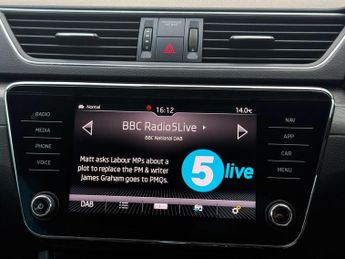 Normal
16:12
14.0°C
RADIO
MEDIA
PHONE
VOICE
BBC Radio5Live
BBC National DAB
Matt asks Labour MPs about a
plot to replace the PM & writer
James Graham goes to PMQs.
5 live
DAB
NAV
APP
CAR
MENU